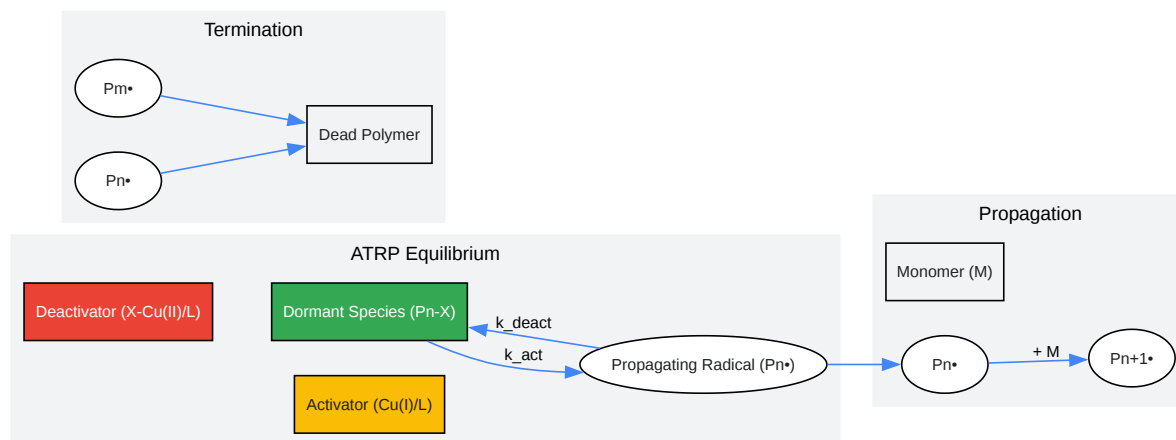 Termination
Pm•
Dead Polymer
Pn•
Propagation
ATRP Equilibrium
Monomer (M)
Deactivator (X-Cu(II)/L)
Dormant Species (Pn-X)
k_deact
k_act
Propagating Radical (Pn•)
Pn•
+ M
Pn+1•
Activator (Cu(I)/L)